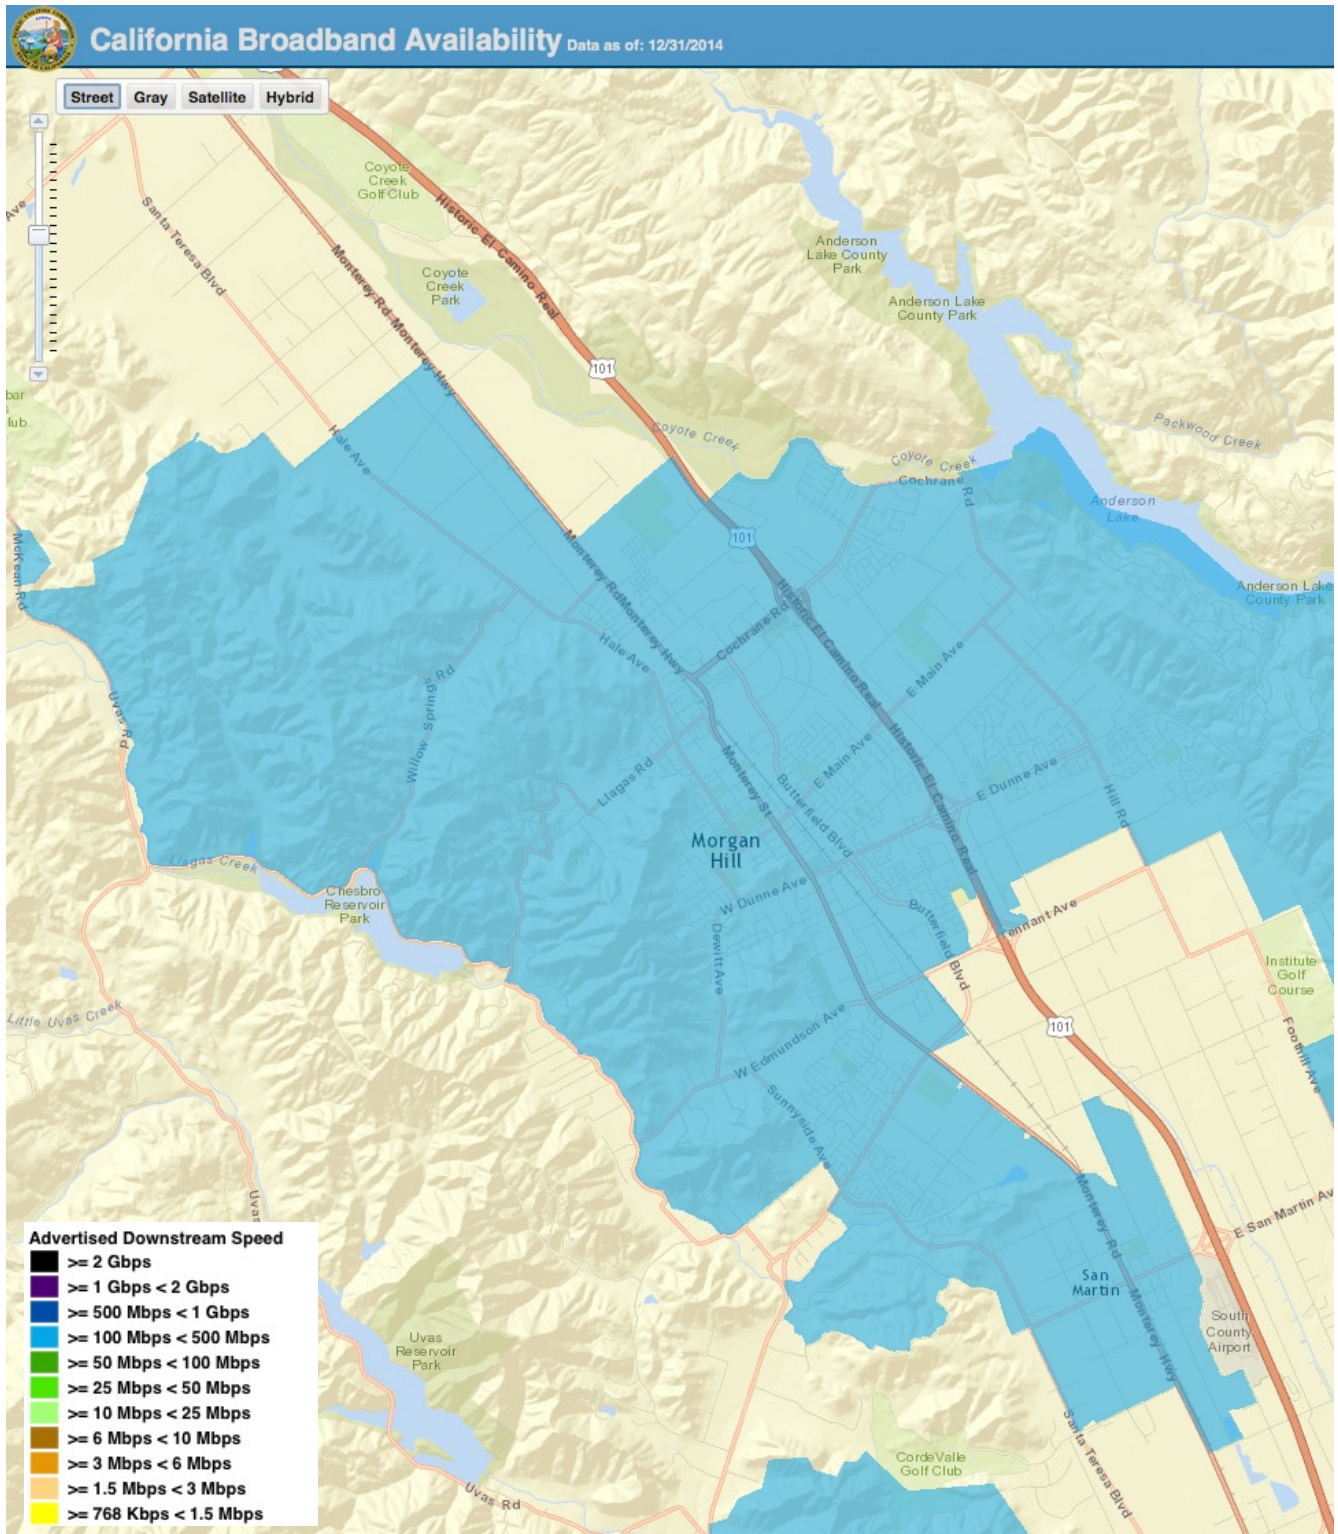 California Broadband Availability Data as of: 12/31/2014
Street Gray Satellite Hybrid
Coyote
Creek
Golf Club
Ave
Santa Teresa Blvd
Historic El Camino Real
Monterey Rd
Monterey Hwy
Coyote
Creek
Park
Anderson
Lake County
Park
Anderson Lake
County Park
101
bar
lub
Hale Ave
Coyote Creek
Packwood Creek
Coyote Creek
Cochrane Rd
Anderson
Lake
101
McKean Rd
Anderson Lake
County Park
Monterey Rd
Monterey Hwy
Historic El Camino Real
Cochrane Rd
Hale Ave
E Main Ave
Willow Springs Rd
Uvas Rd
Llagas Rd
Monterey St
E Main Ave
Butterfield Blvd
Historic El Camino Real
E Dunne Ave
Hill Rd
Morgan
Hill
Llagas Creek
Chesbro
Reservoir
Park
W Dunne Ave
Butterfield Blvd
Tennant Ave
Dewitt Ave
Institute
Golf
Course
Little Uvas Creek
101
W Edmundson Ave
Foothill Ave
Sunnyside Ave
Uvas
Monterey Rd
E San Martin Av
San
Martin
Monterey Hwy
South
County
Airport
Uvas
Reservoir
Park
CordeValle
Golf Club
Santa Teresa Blvd
Uvas Rd
Advertised Downstream Speed
>= 2 Gbps
>= 1 Gbps < 2 Gbps
>= 500 Mbps < 1 Gbps
>= 100 Mbps < 500 Mbps
>= 50 Mbps < 100 Mbps
>= 25 Mbps < 50 Mbps
>= 10 Mbps < 25 Mbps
>= 6 Mbps < 10 Mbps
>= 3 Mbps < 6 Mbps
>= 1.5 Mbps < 3 Mbps
>= 768 Kbps < 1.5 Mbps